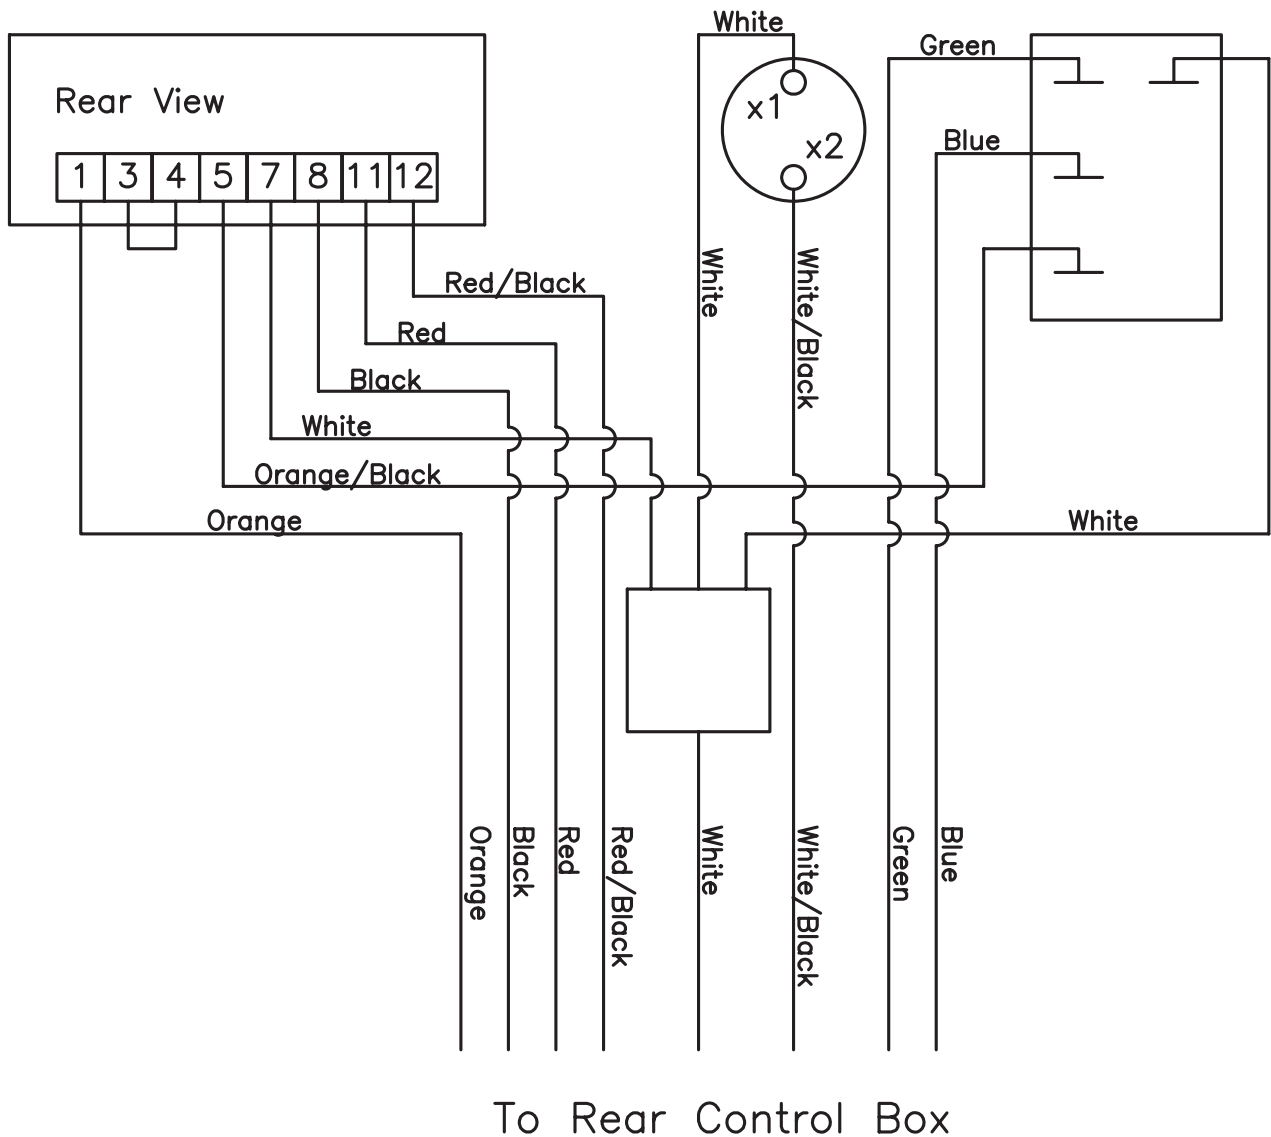 White
Green
Rear View
x1
Blue
x2
1 3 4 5 7 8 11 12
White
White/Black
Red/Black
Red
Black
White
Orange/Black
Orange
White
Orange
Black
Red
Red/Black
White
White/Black
Green
Blue
To Rear Control Box